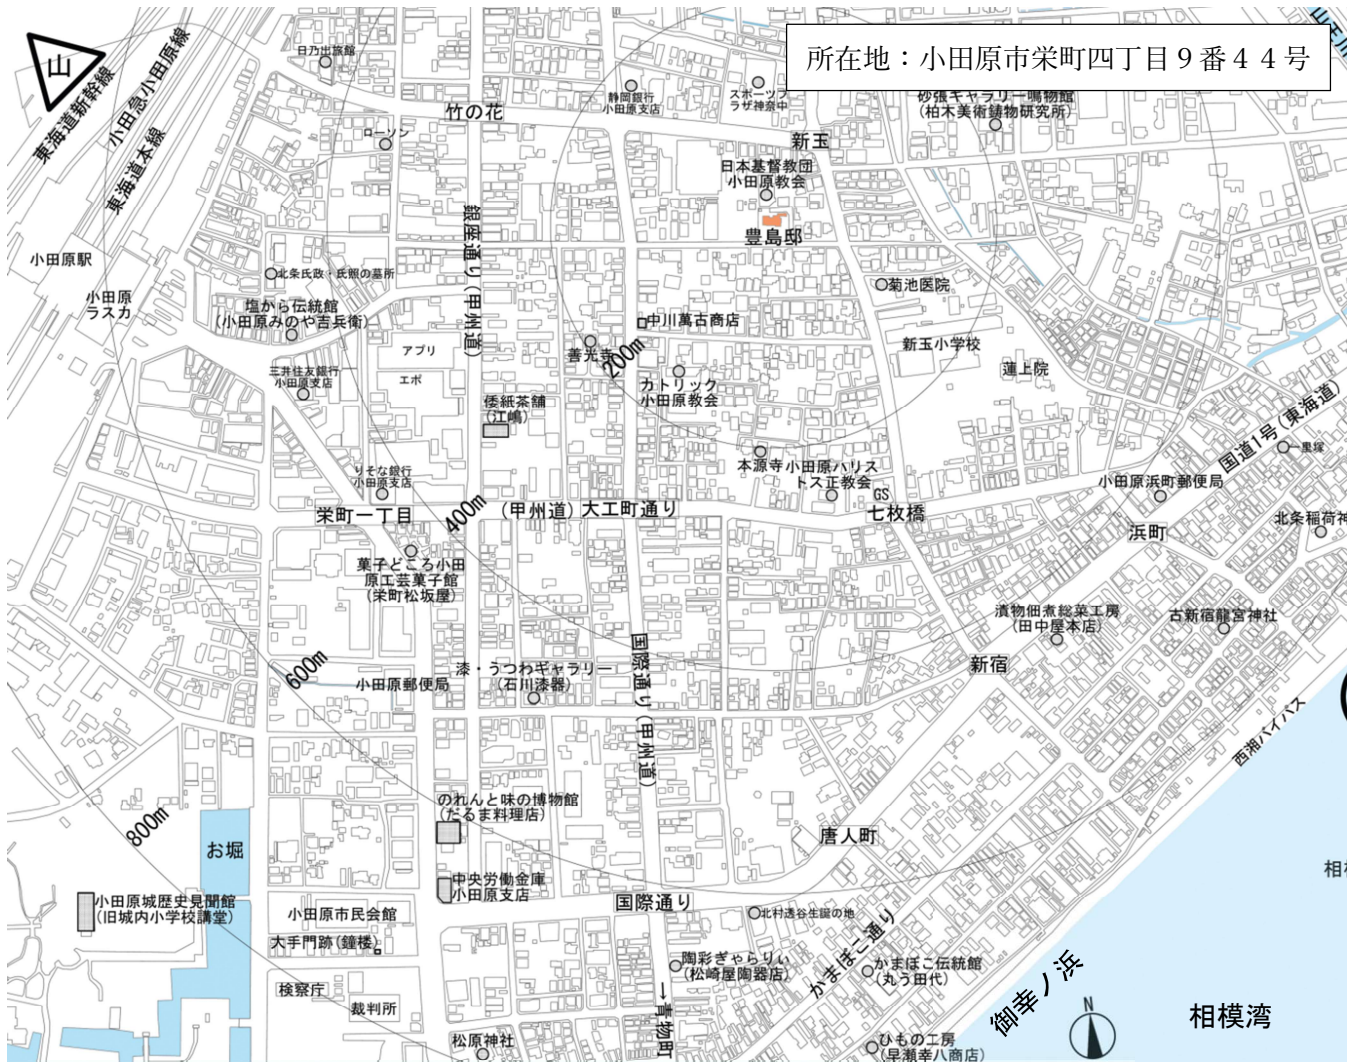 所在地：小田原市栄町四丁目９番４４号
山
東海道新幹線
小田急小田原線
東海道本線
日乃出旅館
ローソン
竹の花
静岡銀行
小田原支店
スポーツプ
ラザ神奈中
砂張ギャラリー鳴物館
(柏木美術鋳物研究所)
新玉
日本基督教団
小田原教会
豊島邸
小田原駅
小田原
ラスカ
北条氏政・氏照の墓所
塩から伝統館
(小田原みのや吉兵衛)
銀座通り(甲州道)
菊池医院
中川萬古商店
善光寺
200m
新玉小学校
蓮上院
アプリ
エポ
三井住友銀行
小田原支店
カトリック
小田原教会
倭紙茶舗
(江嶋)
国道1号(東海道)
一里塚
りそな銀行
小田原支店
本源寺
小田原ハリス
トス正教会
GS
七枚橋
小田原浜町郵便局
浜町
北条稲荷神
栄町一丁目
400m
(甲州道)
大工町通り
菓子どころ小田
原工芸菓子館
(栄町松坂屋)
漬物佃煮総菜工房
(田中屋本店)
古新宿龍宮神社
新宿
600m
小田原郵便局
漆・うつわギャラリー
(石川漆器)
国際通り(甲州道)
西湘バイパス
800m
お堀
のれんと味の博物館
(だるま料理店)
唐人町
中央労働金庫
小田原支店
国際通り
小田原城歴史見聞館
(旧城内小学校講堂)
小田原市民会館
大手門跡(鐘楼)
北村透谷生誕の地
かまぼこ通り
陶彩ぎゃらりぃ
(松崎屋陶器店)
かまぼこ伝統館
(丸う田代)
検察庁
裁判所
→青物町
松原神社
ひもの工房
(早瀬幸八商店)
御幸ノ浜
N
相模湾